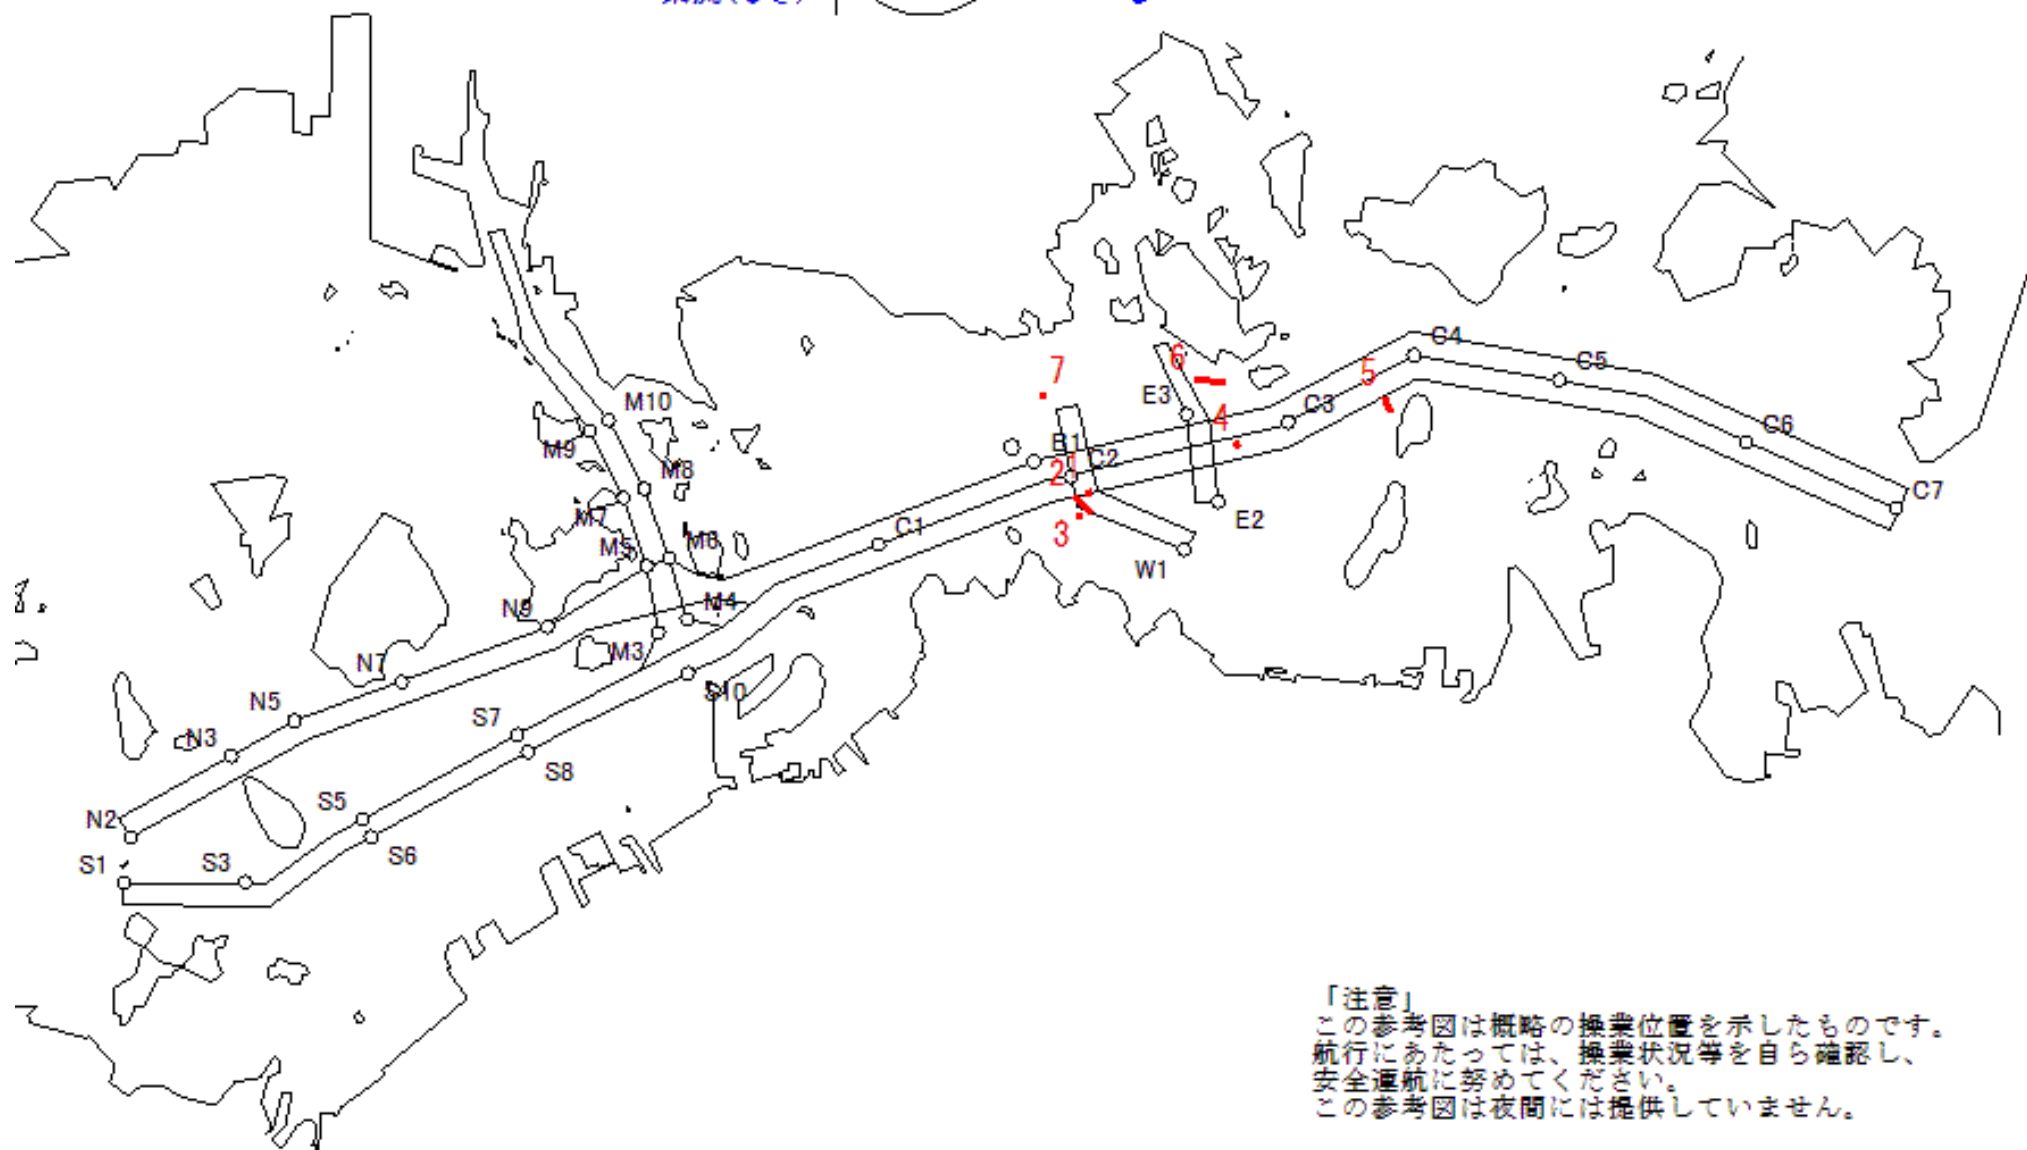 C4
7
6
C5
5
E3
M10
4
C3
B1
M9
C6
C2
M8
2
1
C7
M7
E2
C1
3
M5
M6
W1
N9
M4
M3
N7
S10
N5
S7
N3
S8
S5
N2
S6
S1
S3
「注意」
この参考図は概略の操業位置を示したものです。
航行にあたっては、操業状況等を自ら確認し、
安全運航に努めてください。
この参考図は夜間には提供していません。